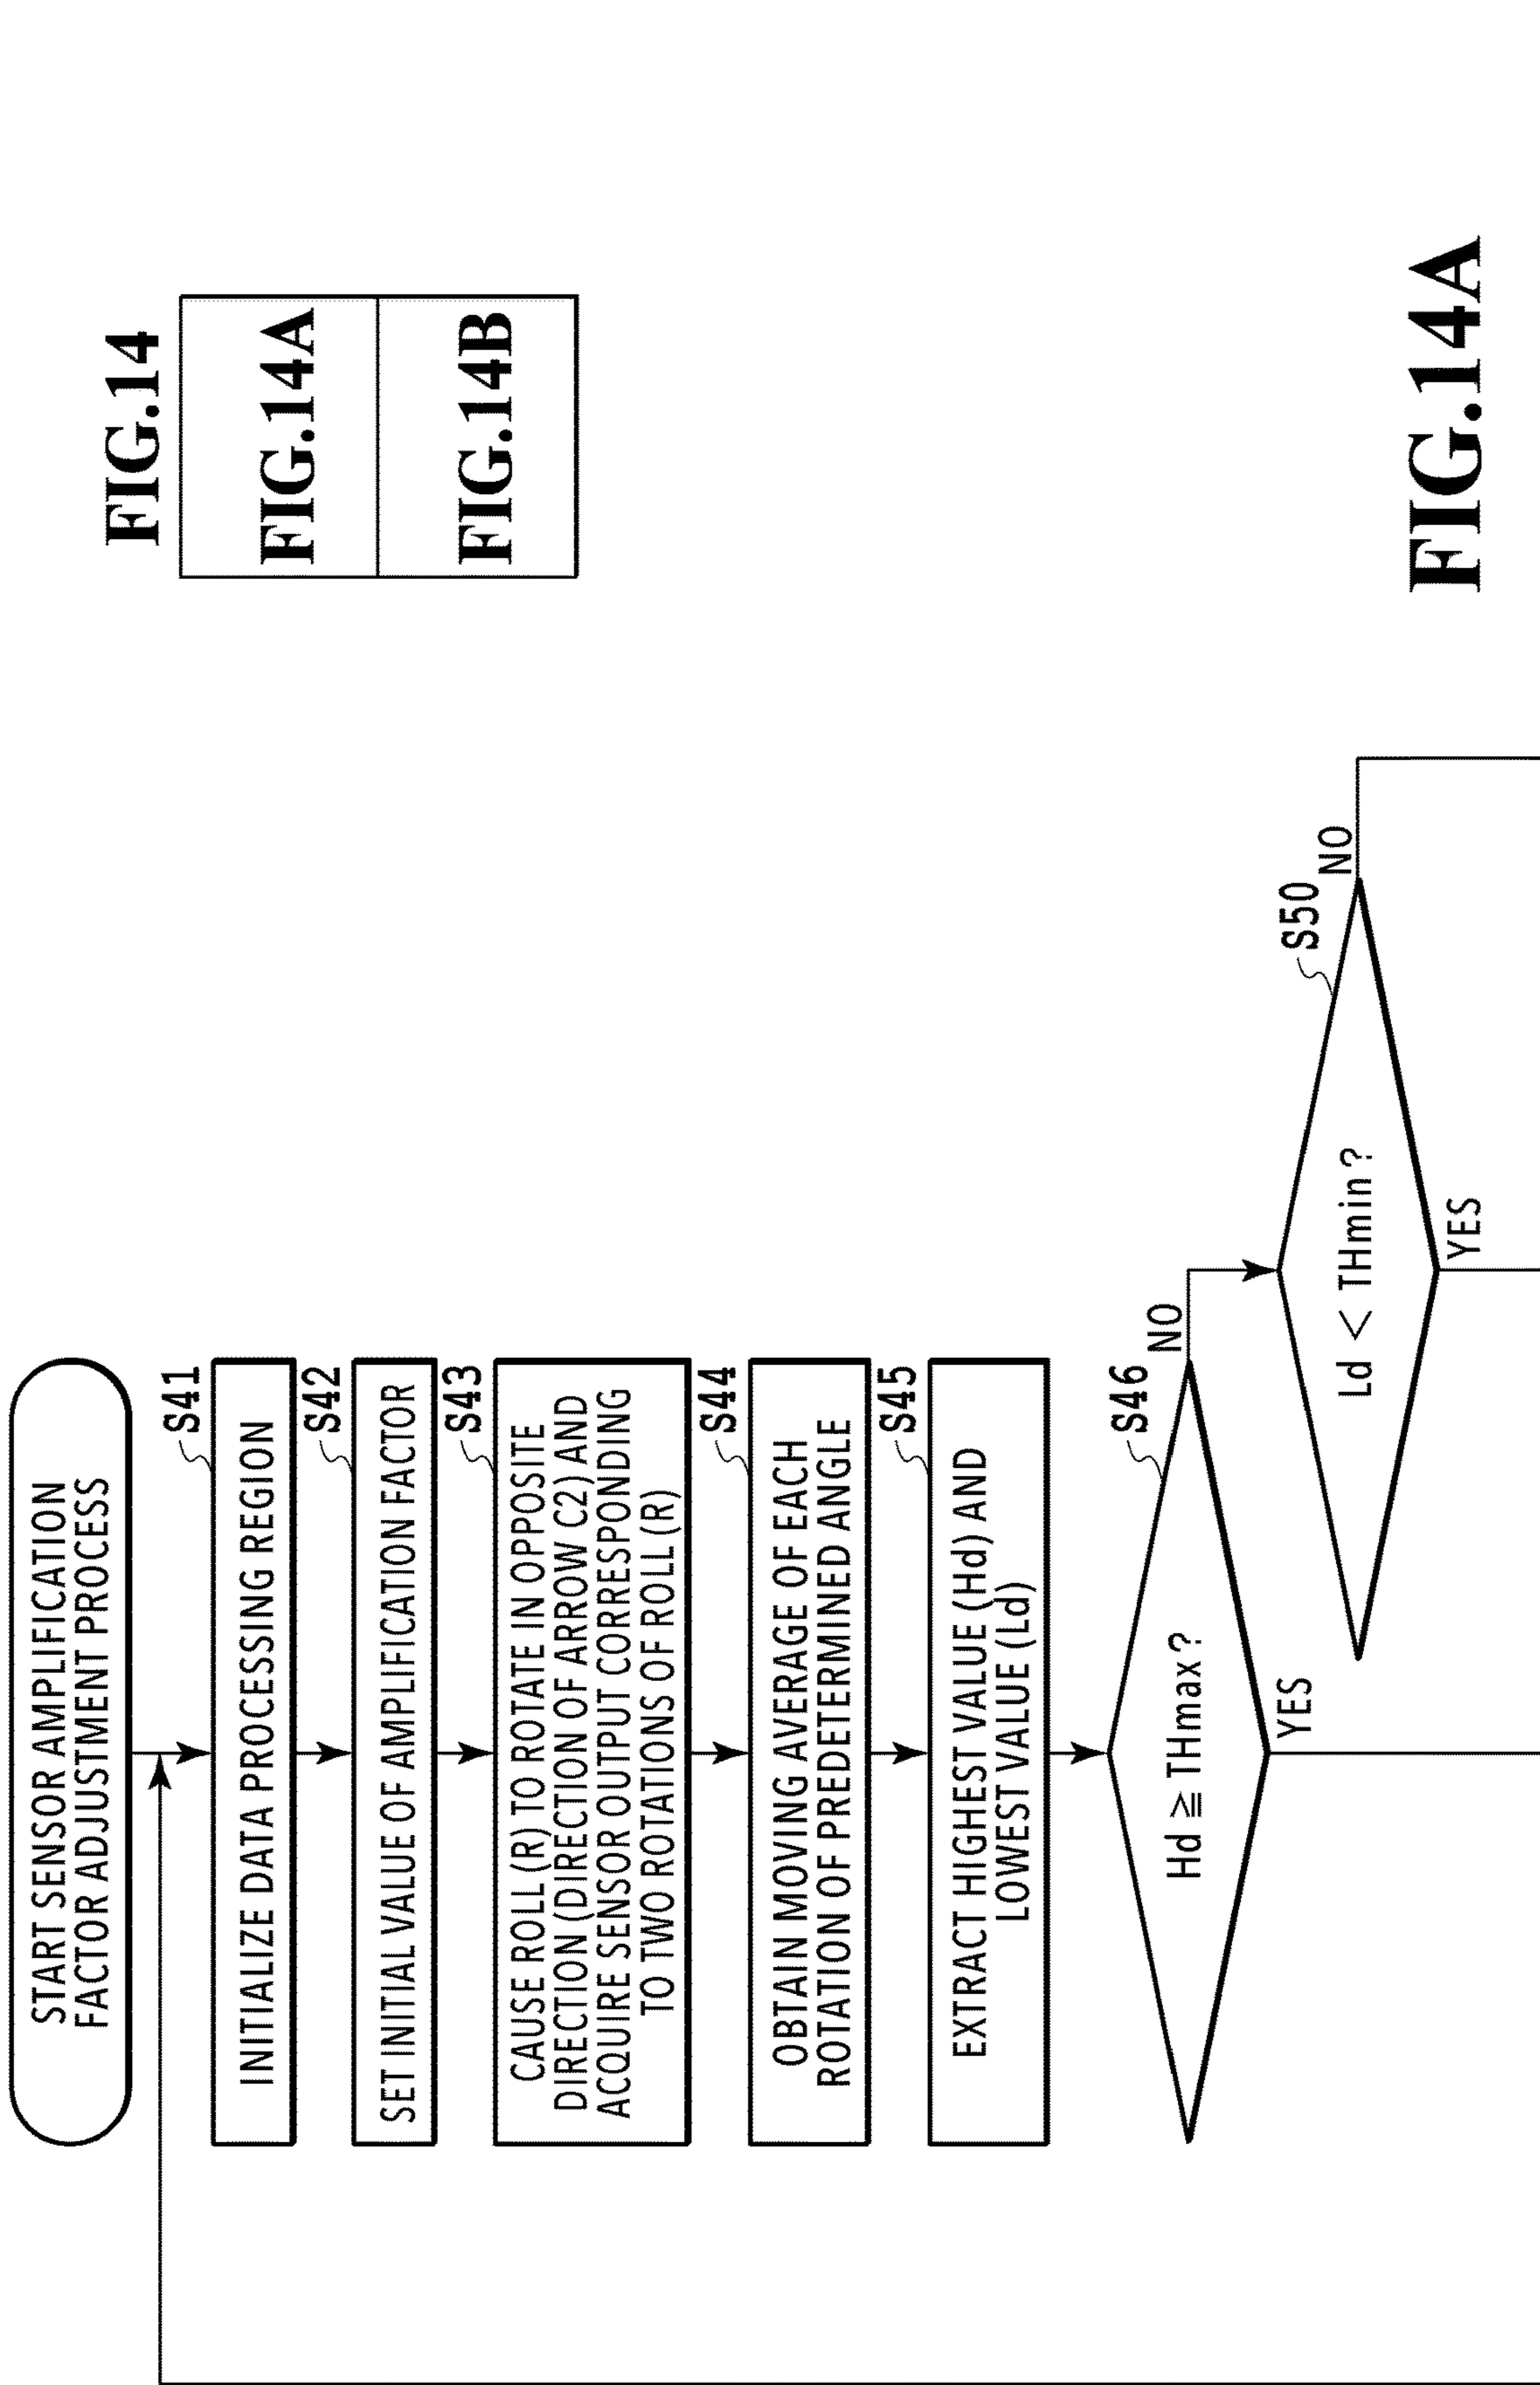 FIG.14
FIG.14A
FIG.14B
START SENSOR AMPLIFICATION
FACTOR ADJUSTMENT PROCESS
S41
INITIALIZE DATA PROCESSING REGION
S42
SET INITIAL VALUE OF AMPLIFICATION FACTOR
S43
CAUSE ROLL (R) TO ROTATE IN OPPOSITE
DIRECTION (DIRECTION OF ARROW C2) AND
ACQUIRE SENSOR OUTPUT CORRESPONDING
TO TWO ROTATIONS OF ROLL (R)
S44
OBTAIN MOVING AVERAGE OF EACH
ROTATION OF PREDETERMINED ANGLE
S45
EXTRACT HIGHEST VALUE (Hd) AND
LOWEST VALUE (Ld)
S46
Hd ≧ THmax?
NO
YES
S50
Ld < THmin?
NO
YES
FIG.14A